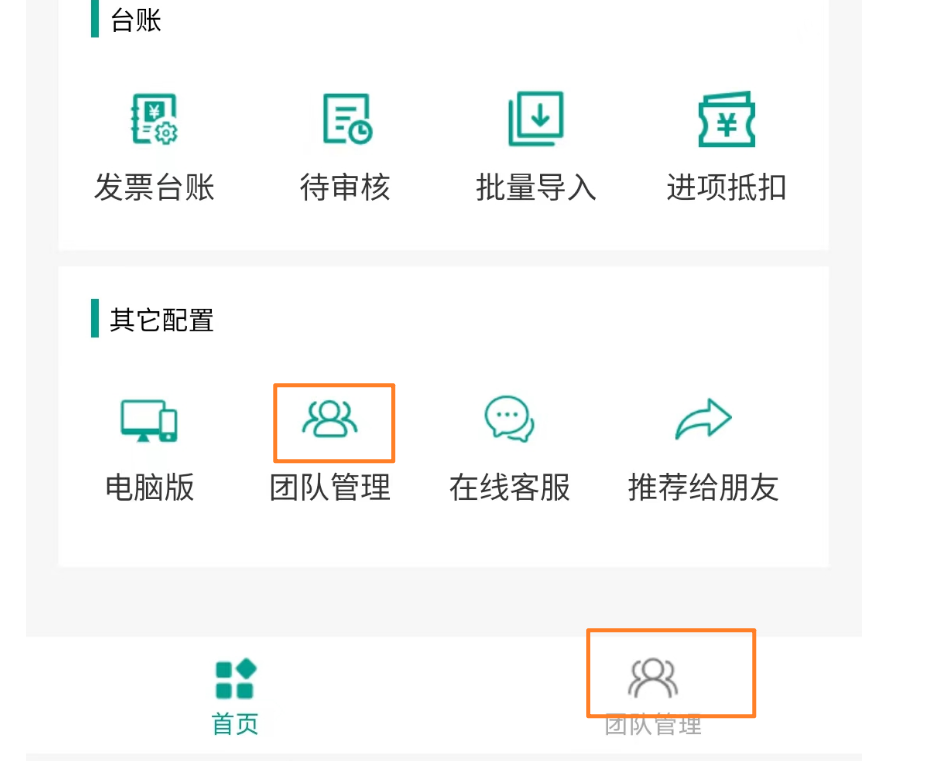 台账
发票台账 待审核 批量导入 进项抵扣
其它配置
电脑版 团队管理 在线客服 推荐给朋友
首页 团队管理